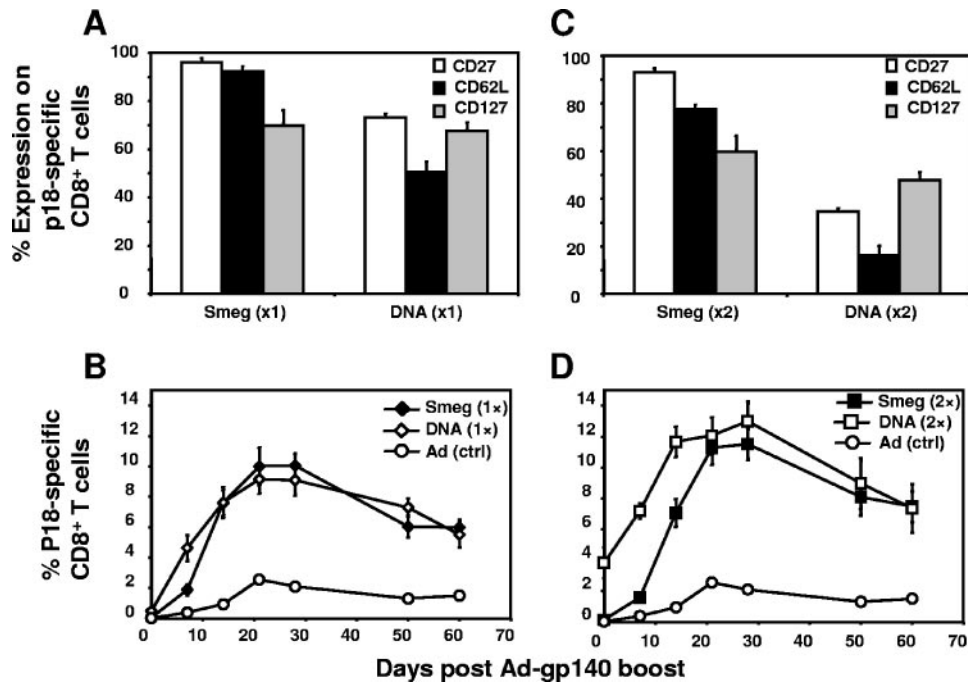 A
% Expression on
p18-specific
CD8+ T cells
100
80
60
40
20
0
CD27
CD62L
CD127
Smeg (x1)
DNA (x1)
C
100
80
60
40
20
0
CD27
CD62L
CD127
Smeg (x2)
DNA (x2)
B
% P18-specific
CD8+ T cells
14
12
10
8
6
4
2
0
Smeg (1×)
DNA (1×)
Ad (ctrl)
0 10 20 30 40 50 60 70
D
14
12
10
8
6
4
2
0
Smeg (2×)
DNA (2×)
Ad (ctrl)
0 10 20 30 40 50 60 70
Days post Ad-gp140 boost